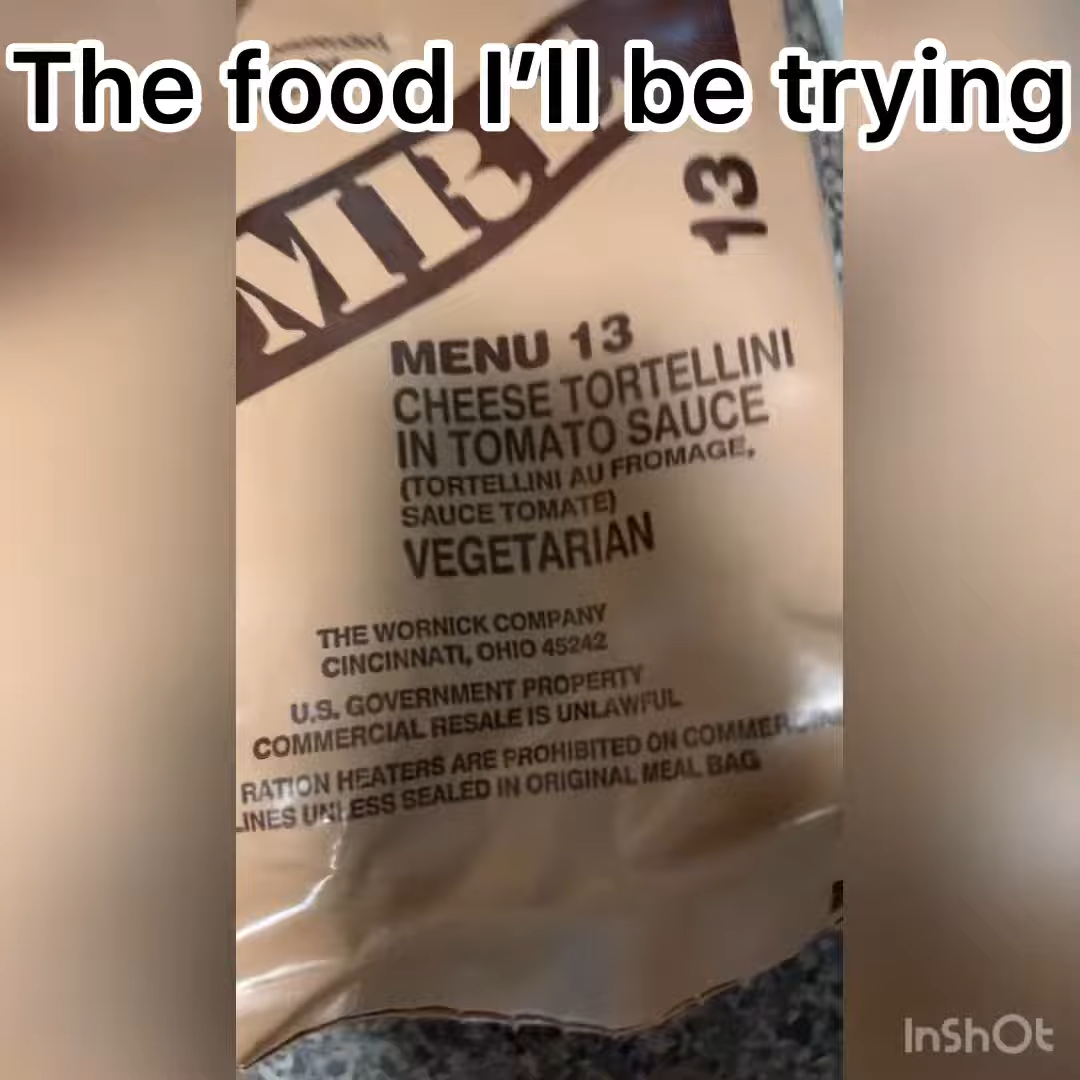 The food I'll be trying
MRE
13
MENU 13
CHEESE TORTELLINI
IN TOMATO SAUCE
(TORTELLINI AU FROMAGE,
SAUCE TOMATE)
VEGETARIAN
THE WORNICK COMPANY
CINCINNATI, OHIO 45242
U.S. GOVERNMENT PROPERTY
COMMERCIAL RESALE IS UNLAWFUL
RATION HEATERS ARE PROHIBITED ON
UNLESS SEALED IN ORIGINAL MEAL BAG
InShOt